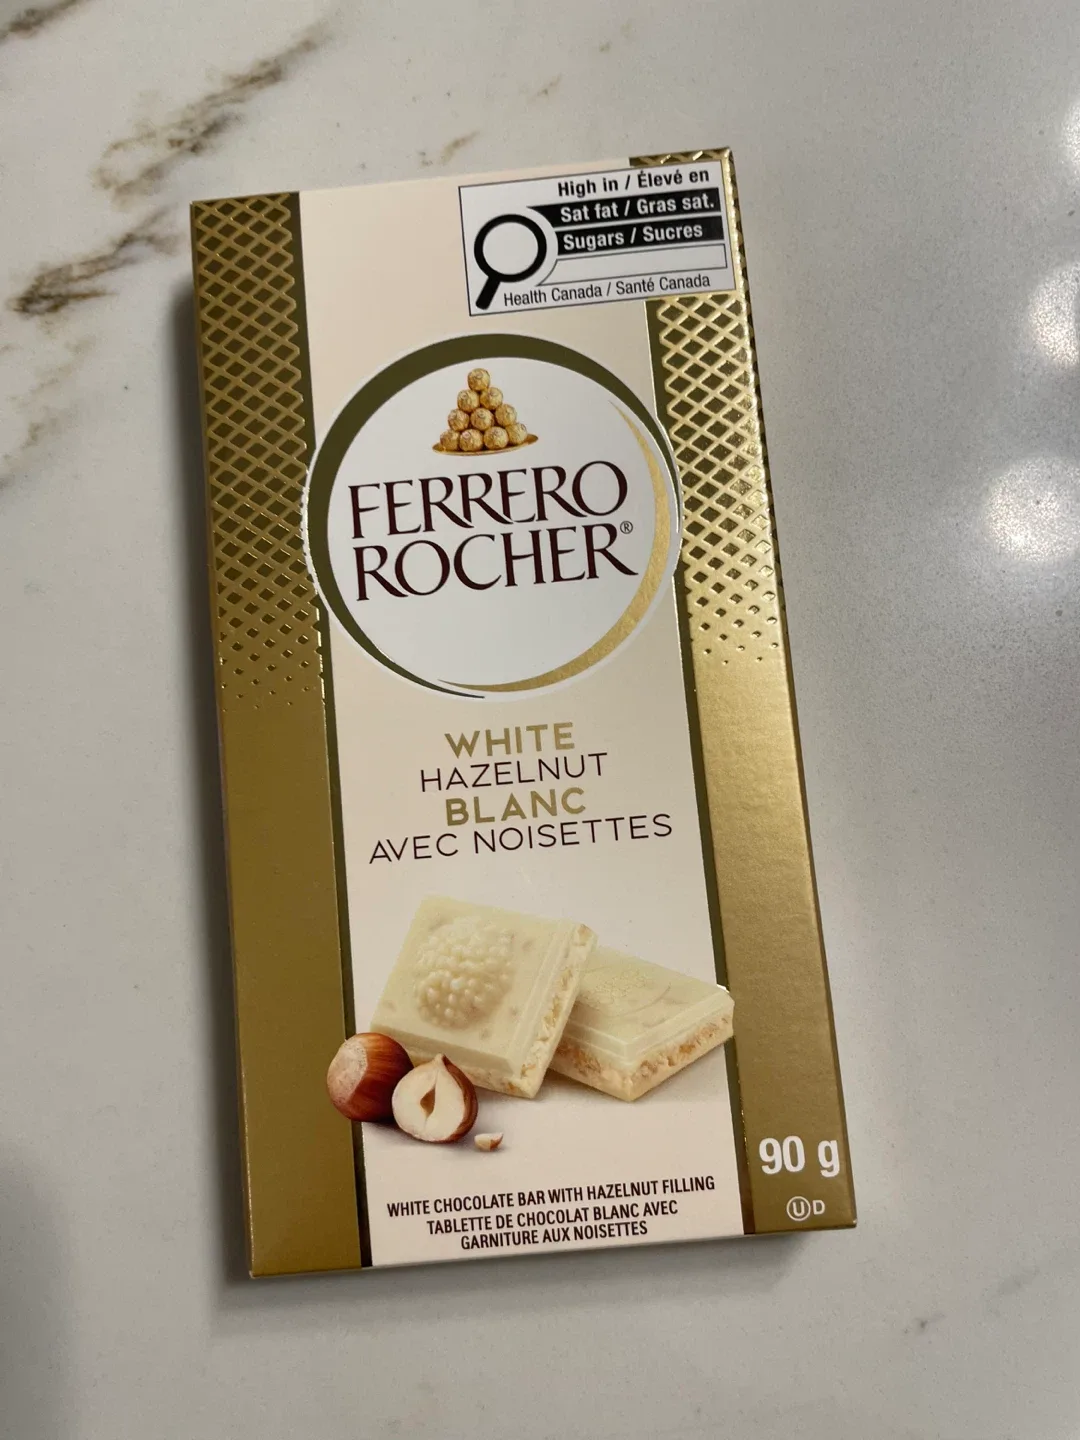 High in / Élevé en
Sat fat / Gras sat.
Sugars / Sucres
Health Canada / Santé Canada
FERRERO
ROCHER®
WHITE
HAZELNUT
BLANC
AVEC NOISETTES
90 g
UD
WHITE CHOCOLATE BAR WITH HAZELNUT FILLING
TABLETTE DE CHOCOLAT BLANC AVEC
GARNITURE AUX NOISETTES